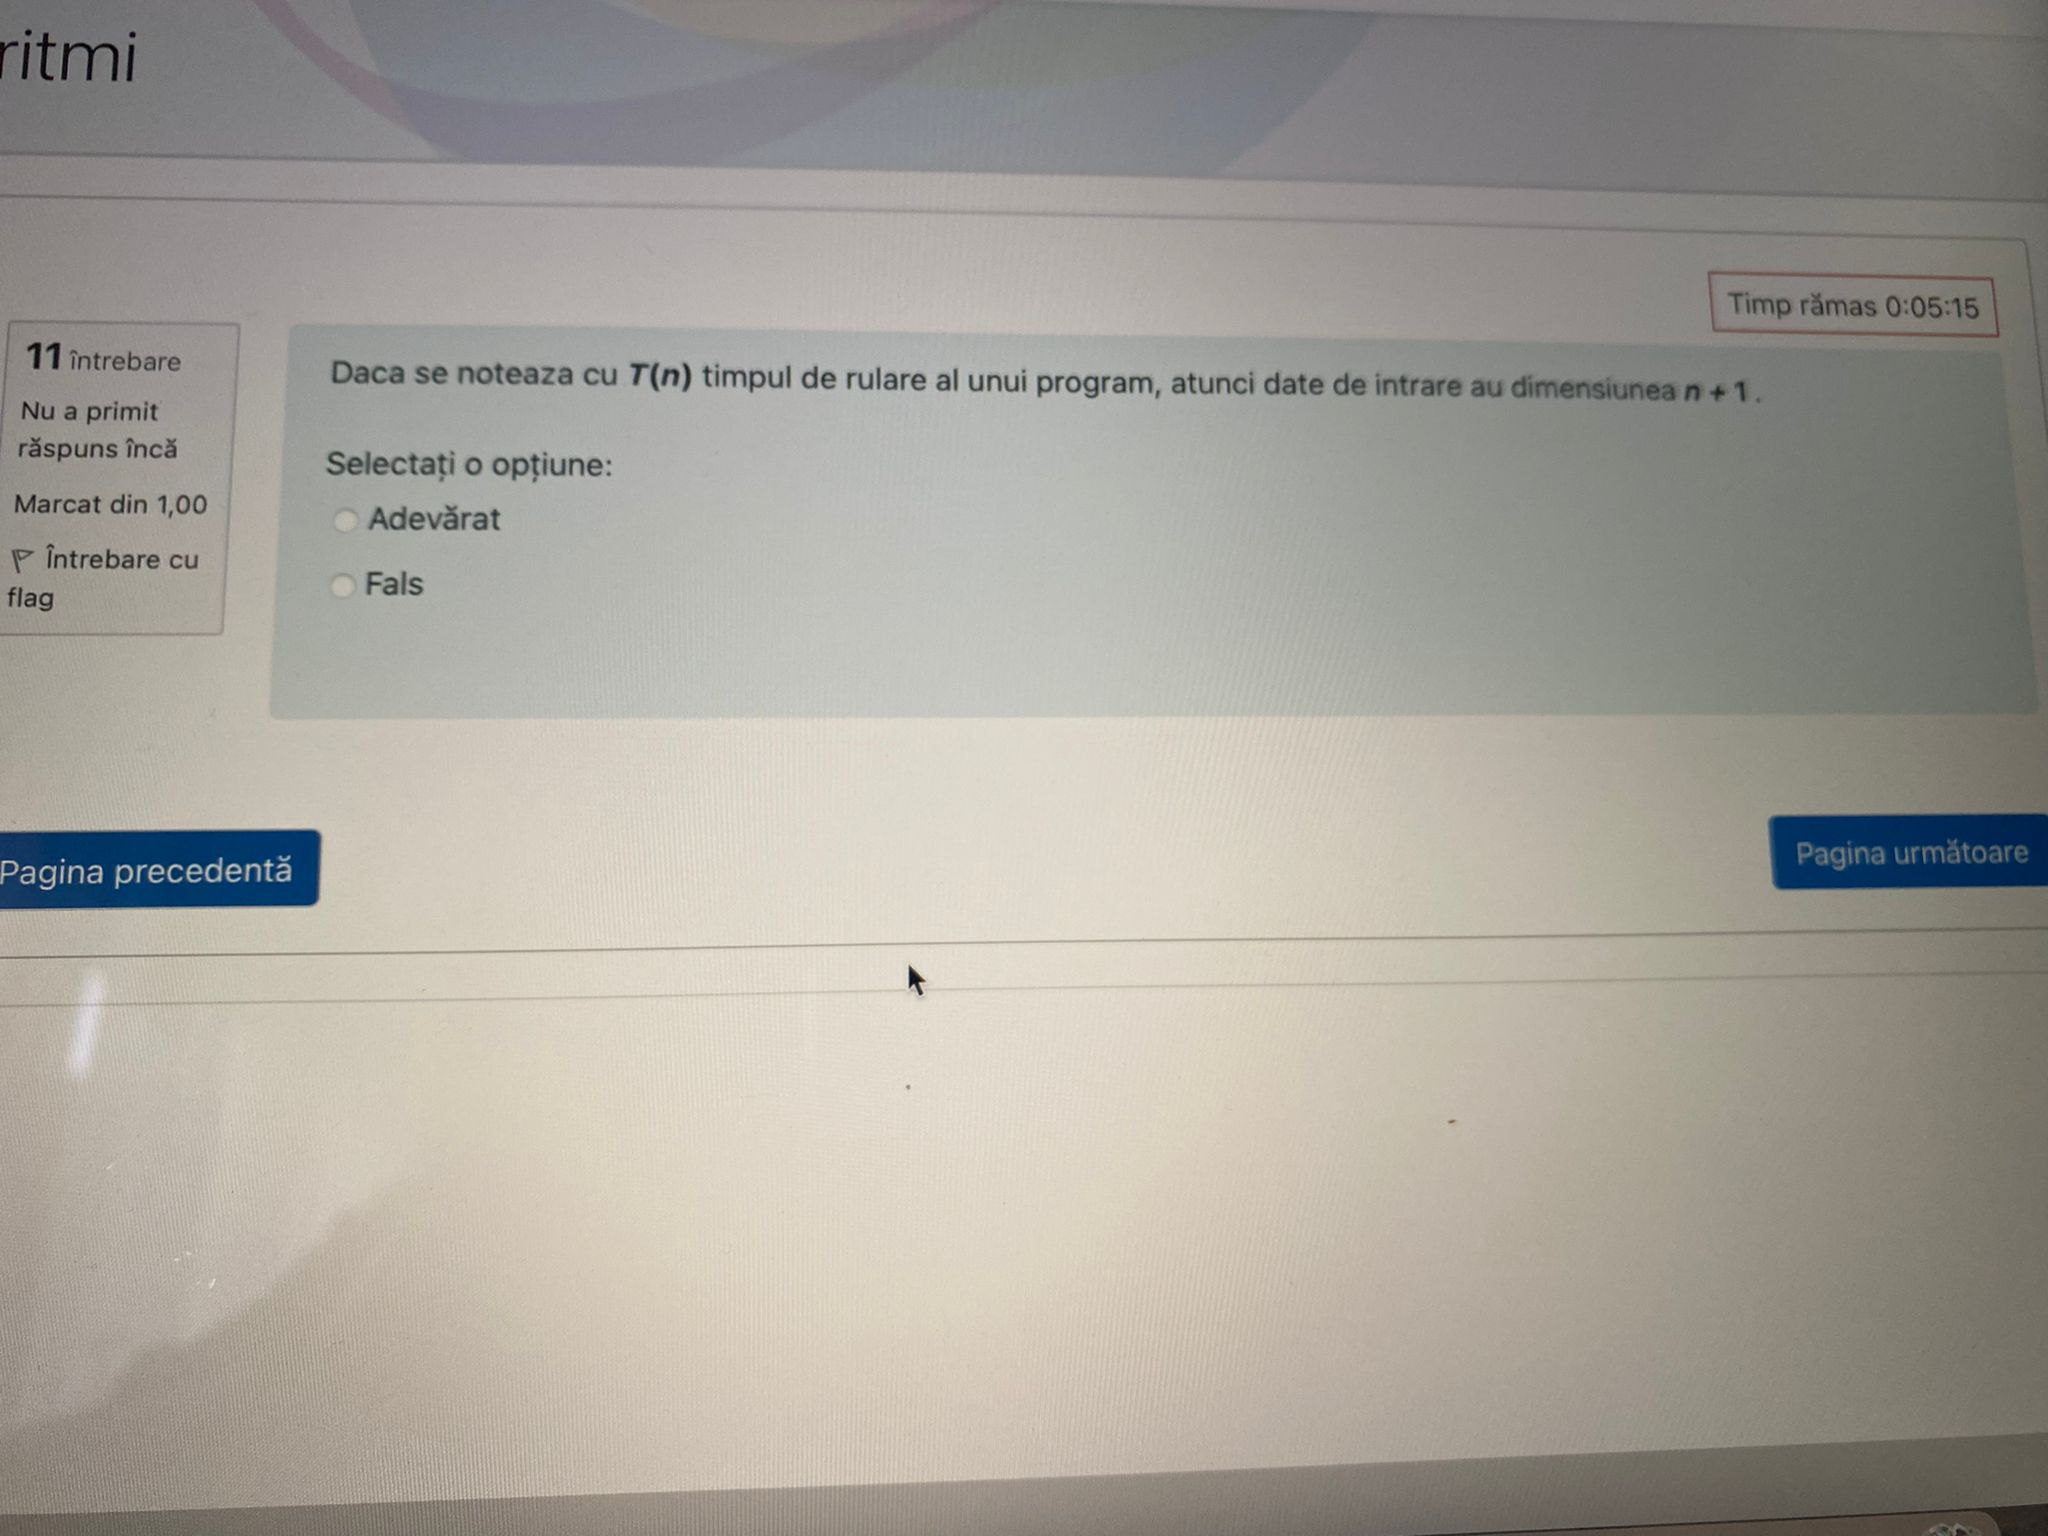 ritmi
Timp rămas 0:05:15
11 întrebare
Nu a primit
răspuns încă
Marcat din 1,00
Întrebare cu
flag
Daca se noteaza cu T(n) timpul de rulare al unui program, atunci date de intrare au dimensiunea n + 1.
Selectați o opțiune:
Adevărat
Fals
Pagina precedentă
Pagina următoare